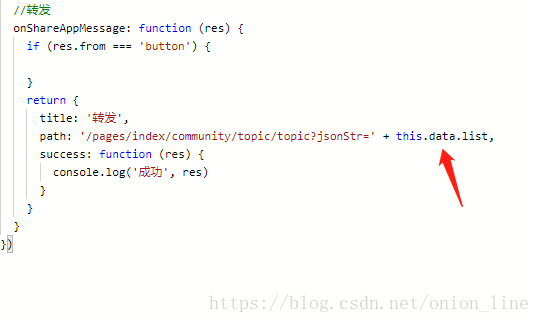 //转发
onShareAppMessage: function (res) {
if (res.from === 'button') {
}
return {
title: '转发',
path: '/pages/index/community/topic/topic?jsonStr=' + this.data.list,
success: function (res) {
console.log('成功', res)
}
}
}
})
https://blog.csdn.net/onion_line